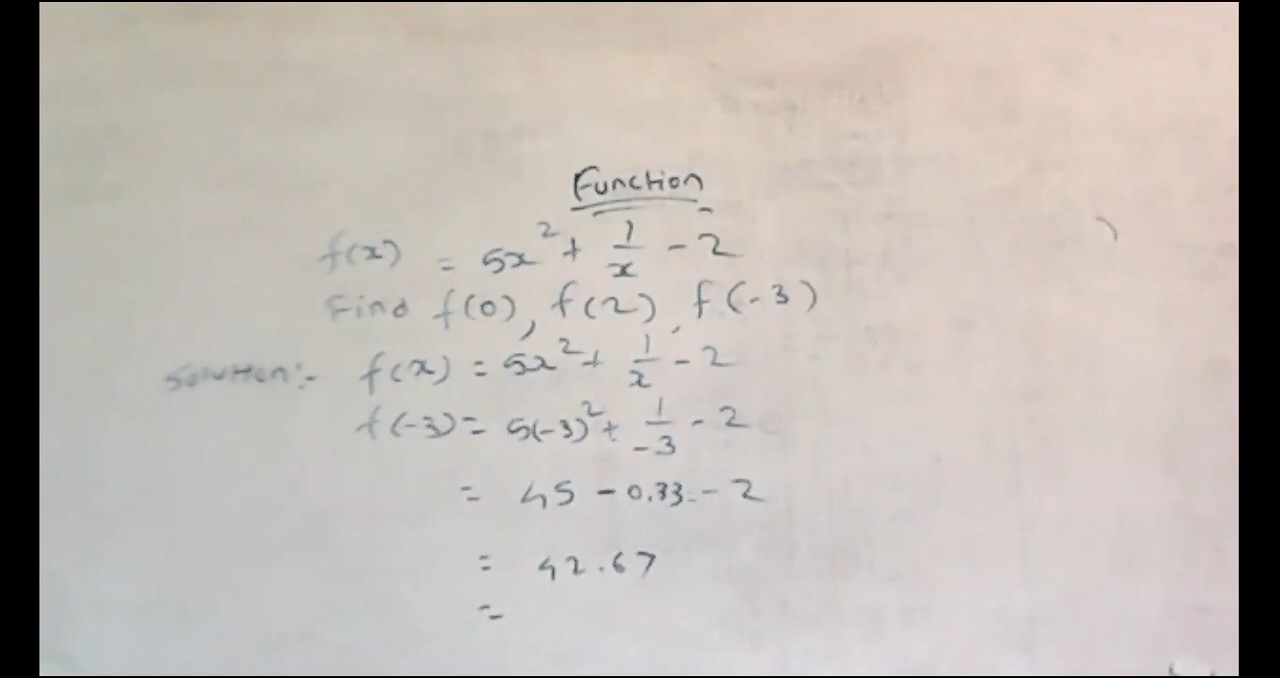 Function
f(x) = 5x² + 1/x - 2
Find f(0), f(2), f(-3)
Solution:- f(x) = 5x² + 1/x - 2
f(-3) = 5(-3)² + 1/-3 - 2
= 45 - 0.33 - 2
= 42.67
=